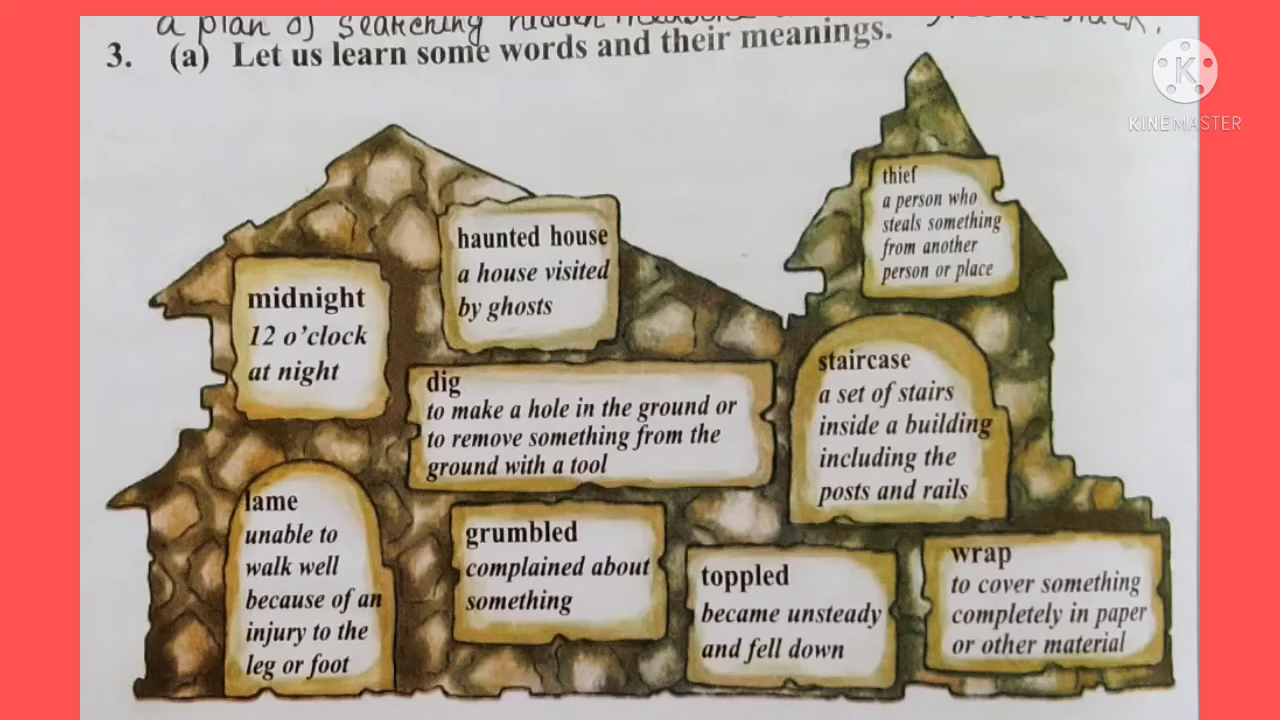 a plan of searching hidden
3. (a) Let us learn some words and their meanings.
KINEMASTER
thief
a person who
steals something
from another
person or place
haunted house
a house visited
by ghosts
midnight
12 o'clock
at night
dig
to make a hole in the ground or
to remove something from the
ground with a tool
staircase
a set of stairs
inside a building
including the
posts and rails
lame
unable to
walk well
because of an
injury to the
leg or foot
grumbled
complained about
something
toppled
became unsteady
and fell down
wrap
to cover something
completely in paper
or other material